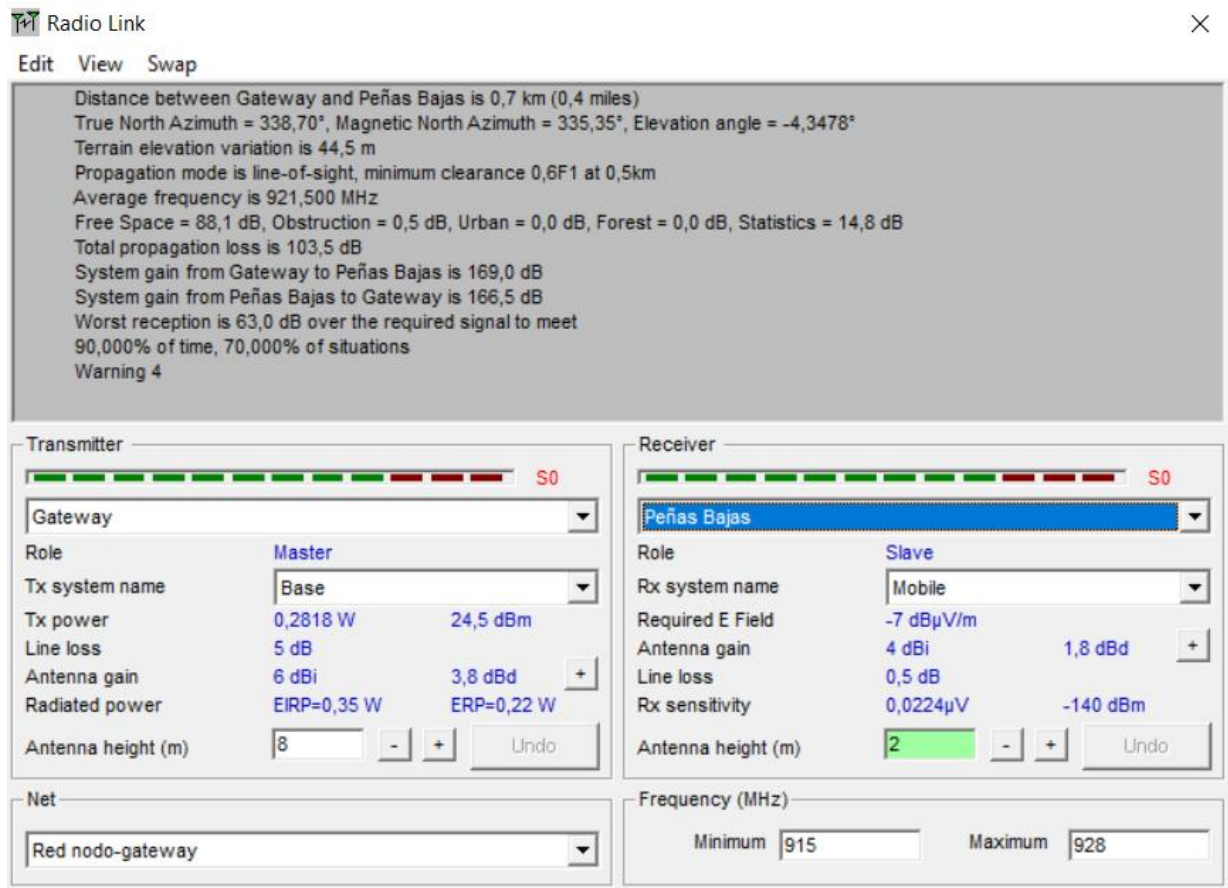 Radio Link
Edit View Swap
Distance between Gateway and Peñas Bajas is 0,7 km (0,4 miles)
True North Azimuth = 338,70°, Magnetic North Azimuth = 335,35°, Elevation angle = -4,3478°
Terrain elevation variation is 44,5 m
Propagation mode is line-of-sight, minimum clearance 0,6F1 at 0,5km
Average frequency is 921,500 MHz
Free Space = 88,1 dB, Obstruction = 0,5 dB, Urban = 0,0 dB, Forest = 0,0 dB, Statistics = 14,8 dB
Total propagation loss is 103,5 dB
System gain from Gateway to Peñas Bajas is 169,0 dB
System gain from Peñas Bajas to Gateway is 166,5 dB
Worst reception is 63,0 dB over the required signal to meet
90,000% of time, 70,000% of situations
Warning 4
Transmitter
S0
Gateway
Role Master
Tx system name Base
Tx power 0,2818 W 24,5 dBm
Line loss 5 dB
Antenna gain 6 dBi 3,8 dBd +
Radiated power EIRP=0,35 W ERP=0,22 W
Antenna height (m) 8 - + Undo
Receiver
S0
Peñas Bajas
Role Slave
Rx system name Mobile
Required E Field -7 dBµV/m
Antenna gain 4 dBi 1,8 dBd +
Line loss 0,5 dB
Rx sensitivity 0,0224µV -140 dBm
Antenna height (m) 2 - + Undo
Net
Red nodo-gateway
Frequency (MHz)
Minimum 915 Maximum 928